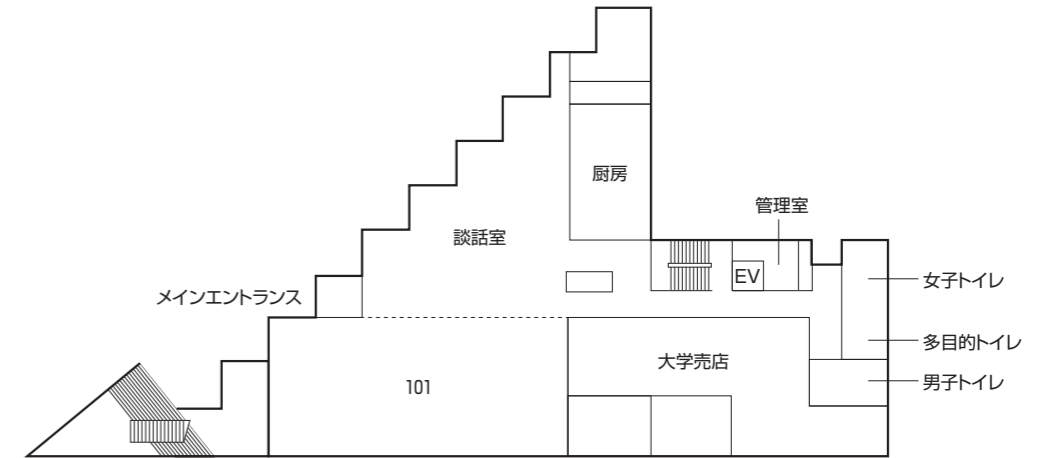 厨房
管理室
談話室
EV
女子トイレ
メインエントランス
多目的トイレ
大学売店
男子トイレ
101